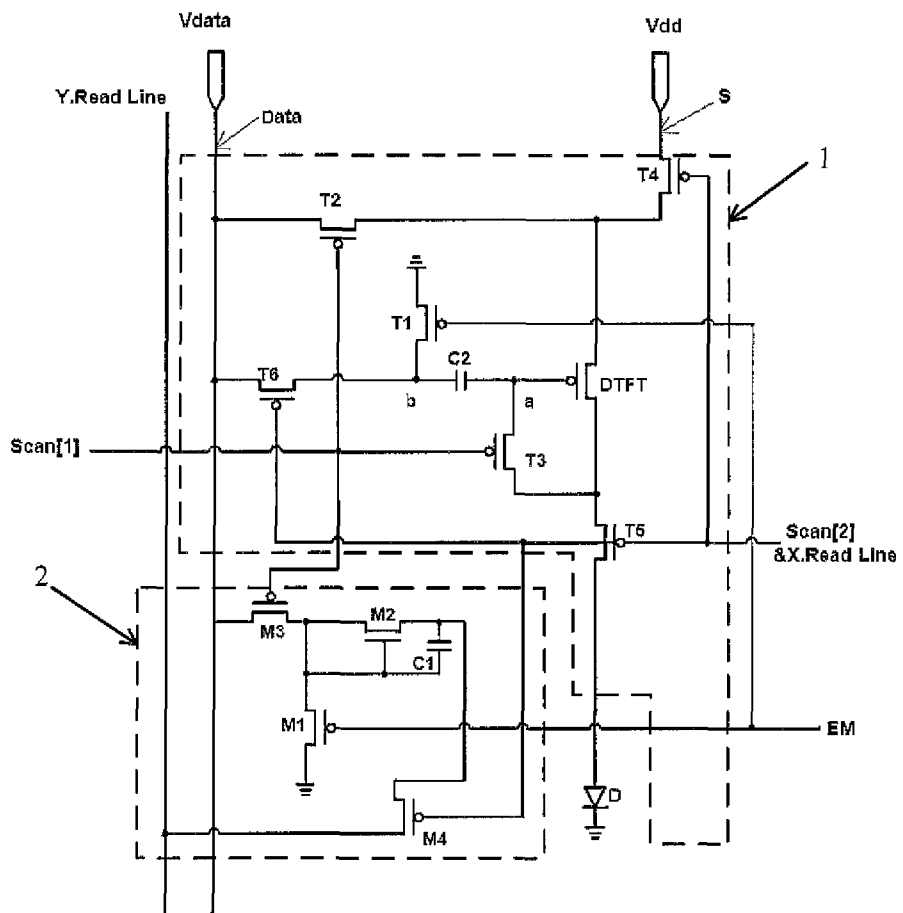 Vdata
Vdd
Y.Read Line
S
Data
1
T4
T2
T1
C2
T6
DTFT
b
a
Scan[1]
T3
T5
Scan[2]
&X.Read Line
2
M2
M3
C1
M1
EM
D
M4